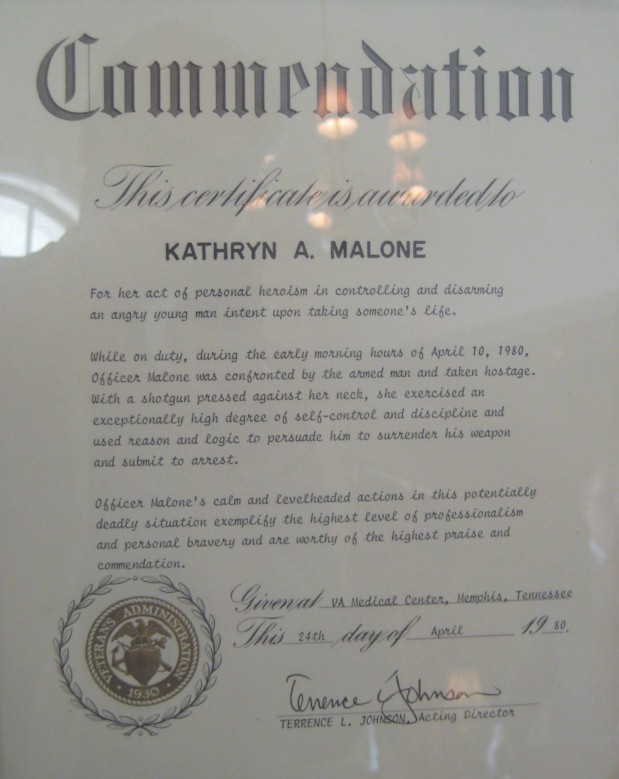 Commendation
This certificate is awarded to
KATHRYN A. MALONE
For her act of personal heroism in controlling and disarming
an angry young man intent upon taking someone's life.
While on duty, during the early morning hours of April 10, 1980,
Officer Malone was confronted by the armed man and taken hostage.
With a shotgun pressed against her neck, she exercised an
exceptionally high degree of self-control and discipline and
used reason and logic to persuade him to surrender his weapon
and submit to arrest.
Officer Malone's calm and levelheaded actions in this potentially
deadly situation exemplify the highest level of professionalism
and personal bravery and are worthy of the highest praise and
commendation.
Given at VA Medical Center, Memphis, Tennessee
This 24th day of April 19 80.
VETERANS ADMINISTRATION
1930
Terrence L Johnson
TERRENCE L. JOHNSON, Acting Director